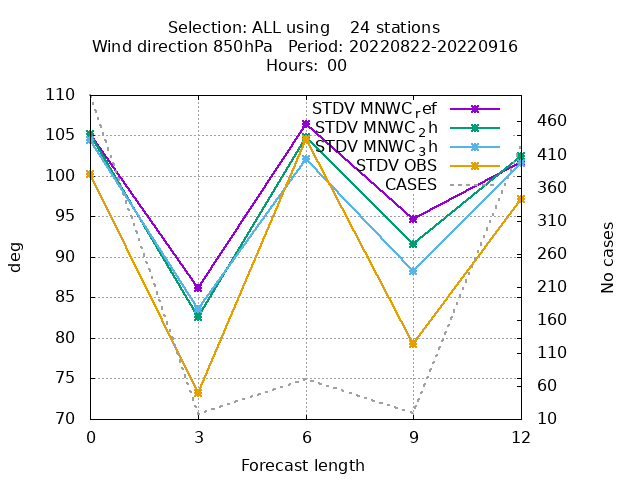 Selection: ALL using    24 stations
Wind direction 850hPa   Period: 20220822-20220916
Hours:  00
STDV MNWC_ref
STDV MNWC_2h
STDV MNWC_3h
STDV OBS
CASES
110
105
100
95
90
85
80
75
70
460
410
360
310
260
210
160
110
60
10
deg
No cases
0 3 6 9 12
Forecast length